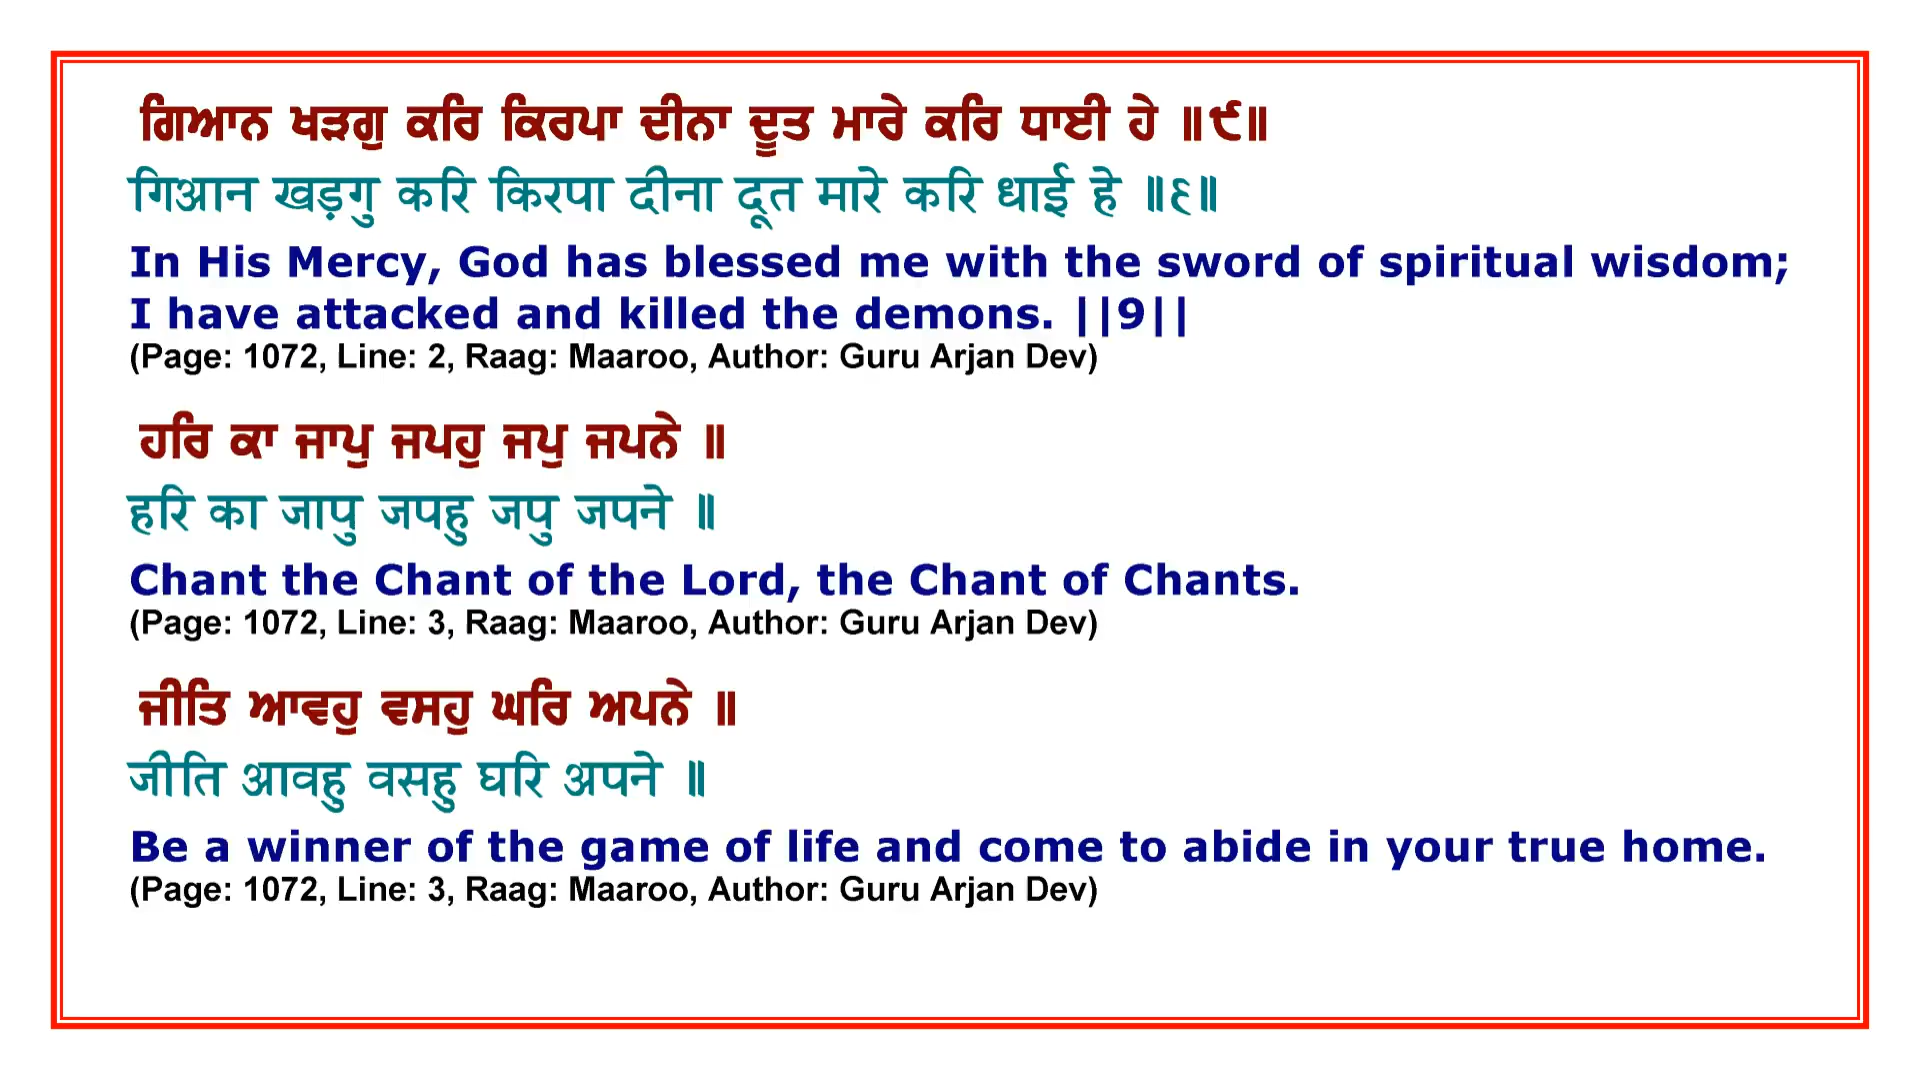 ਗਿਆਨ ਖੜਗੁ ਕਰਿ ਕਿਰਪਾ ਦੀਨਾ ਦੂਤ ਮਾਰੇ ਕਰਿ ਧਾਈ ਹੇ ॥੯॥
गिआन खड़गु करि किरपा दीना दूत मारे करि धाई हे ॥९॥
In His Mercy, God has blessed me with the sword of spiritual wisdom;
I have attacked and killed the demons. ||9||
(Page: 1072, Line: 2, Raag: Maaroo, Author: Guru Arjan Dev)
ਹਰਿ ਕਾ ਜਾਪੁ ਜਪਹੁ ਜਪੁ ਜਪਨੇ ॥
हरि का जापु जपहु जपु जपने ॥
Chant the Chant of the Lord, the Chant of Chants.
(Page: 1072, Line: 3, Raag: Maaroo, Author: Guru Arjan Dev)
ਜੀਤਿ ਆਵਹੁ ਵਸਹੁ ਘਰਿ ਅਪਨੇ ॥
जीति आवहु वसहु घरि अपने ॥
Be a winner of the game of life and come to abide in your true home.
(Page: 1072, Line: 3, Raag: Maaroo, Author: Guru Arjan Dev)